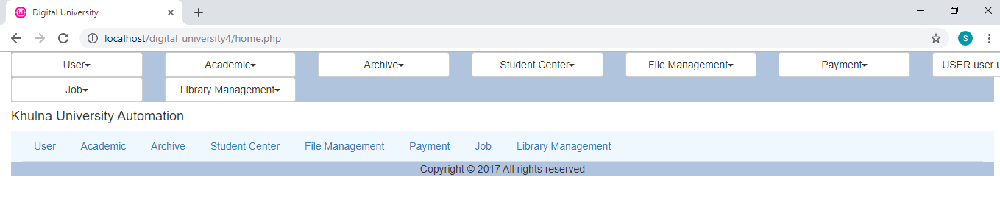 Digital University
localhost/digital_university4/home.php
S
User Academic Archive Student Center File Management Payment USER user
Job Library Management
Khulna University Automation
User Academic Archive Student Center File Management Payment Job Library Management
Copyright © 2017 All rights reserved